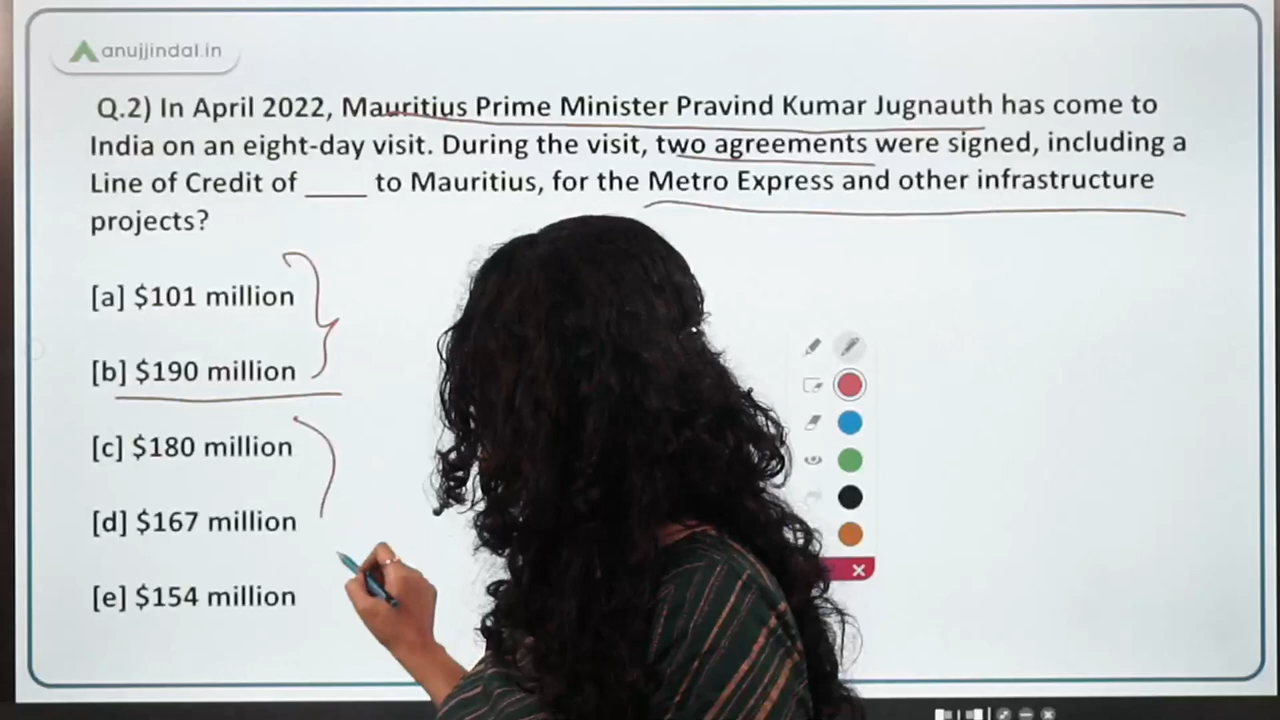 anujjindal.in
Q.2) In April 2022, Mauritius Prime Minister Pravind Kumar Jugnauth has come to
India on an eight-day visit. During the visit, two agreements were signed, including a
Line of Credit of ____ to Mauritius, for the Metro Express and other infrastructure
projects?
[a] $101 million
[b] $190 million
[c] $180 million
[d] $167 million
[e] $154 million